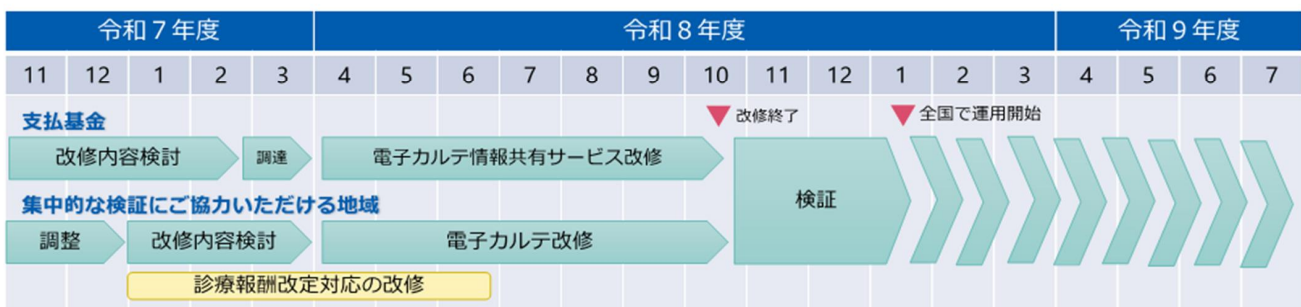 令和７年度 令和８年度 令和９年度
11 12 1 2 3 4 5 6 7 8 9 10 11 12 1 2 3 4 5 6 7
支払基金
改修終了 全国で運用開始
改修内容検討 調達 電子カルテ情報共有サービス改修
検証
集中的な検証にご協力いただける地域
調整 改修内容検討 電子カルテ改修
診療報酬改定対応の改修